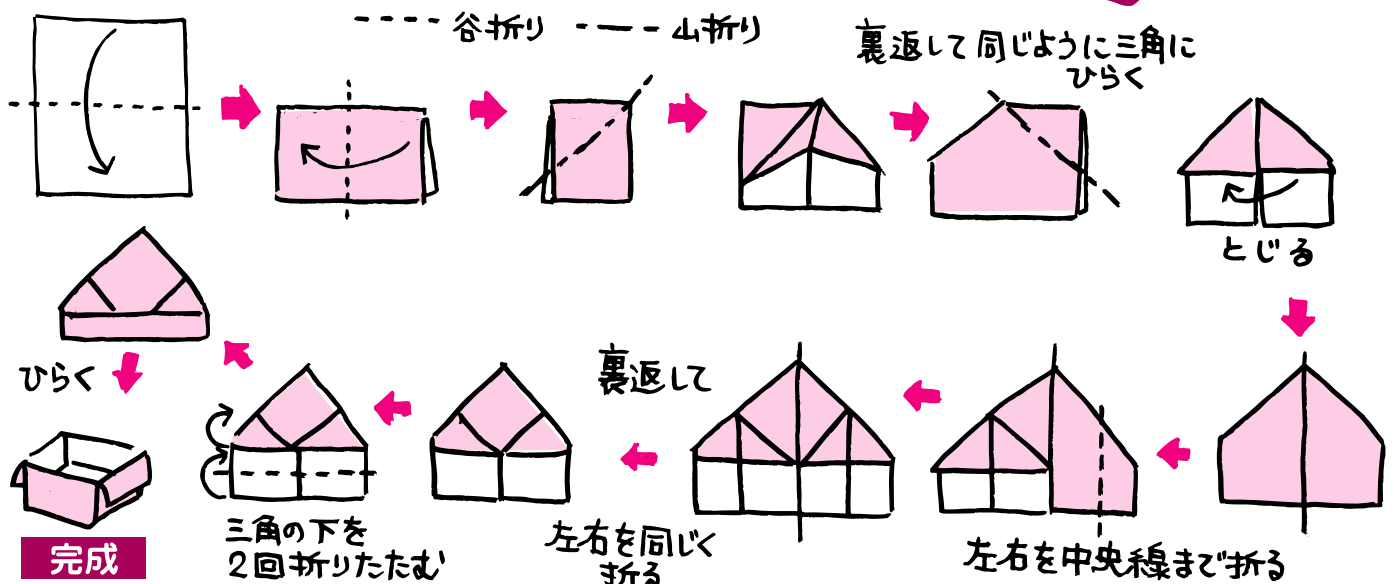 谷折り
山折り
裏返して同じように三角に
ひらく
とじる
左右を中央線まで折る
裏返して
左右を同じく
折る
三角の下を
2回折りたたむ
ひらく
完成